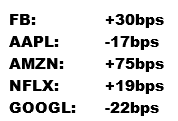 FB: +30bps
AAPL: -17bps
AMZN: +75bps
NFLX: +19bps
GOOGL: -22bps